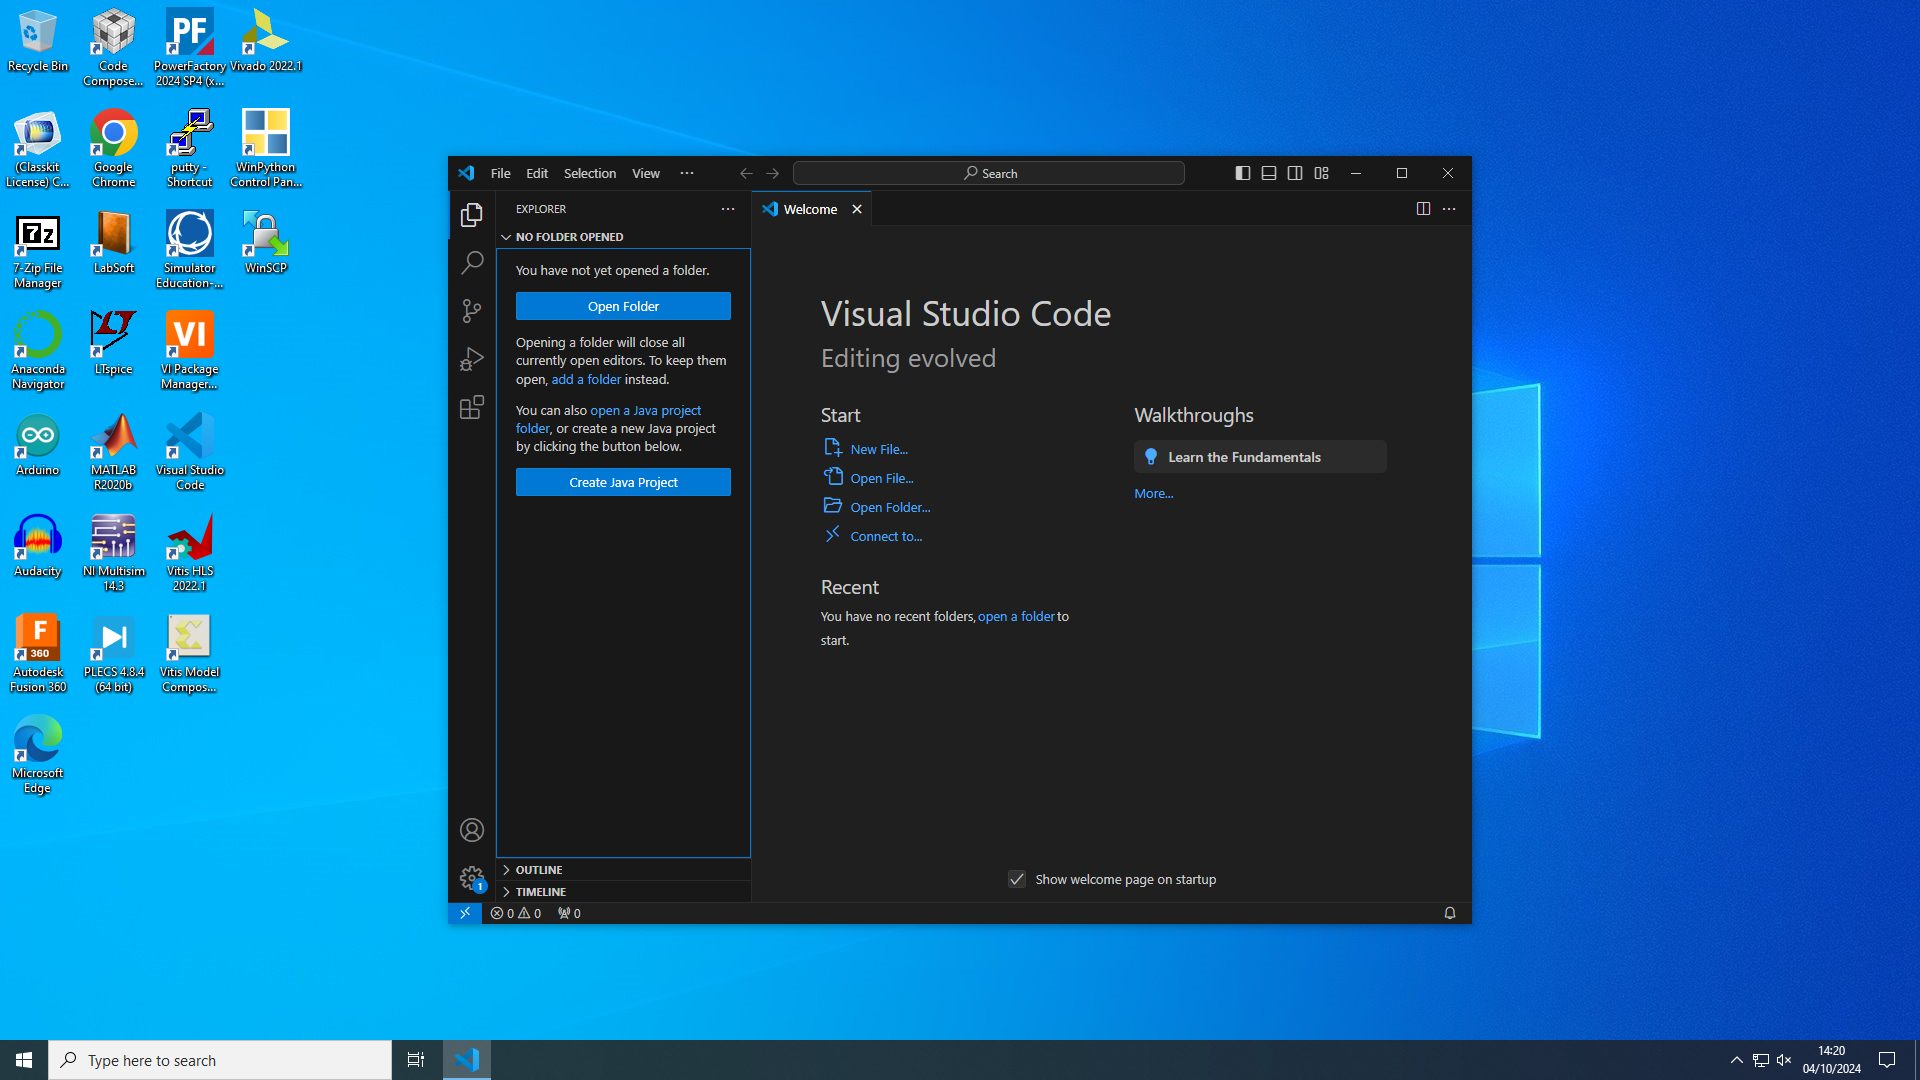 Recycle Bin
Code
Compose...
PF
PowerFactory
2024 SP4 (x...
Vivado 2022.1
(Classkit
License) C...
Google
Chrome
putty -
Shortcut
WinPython
Control Pan...
7z
7-Zip File
Manager
LabSoft
Simulator
Education-...
WinSCP
Anaconda
Navigator
LT
LTspice
VI
VI Package
Manager...
Arduino
MATLAB
R2020b
Visual Studio
Code
Audacity
NI Multisim
14.3
Vitis HLS
2022.1
F
360
Autodesk
Fusion 360
PLECS 4.8.4
(64 bit)
Σ
Vitis Model
Compos...
Microsoft
Edge
File Edit Selection View ...
Search
EXPLORER
NO FOLDER OPENED
You have not yet opened a folder.
Open Folder
Opening a folder will close all
currently open editors. To keep them
open, add a folder instead.
You can also open a Java project
folder, or create a new Java project
by clicking the button below.
Create Java Project
OUTLINE
TIMELINE
1
Welcome
Visual Studio Code
Editing evolved
Start
New File...
Open File...
Open Folder...
Connect to...
Recent
You have no recent folders, open a folder to
start.
Walkthroughs
Learn the Fundamentals
More...
Show welcome page on startup
0 0 0
Type here to search
14:20
04/10/2024